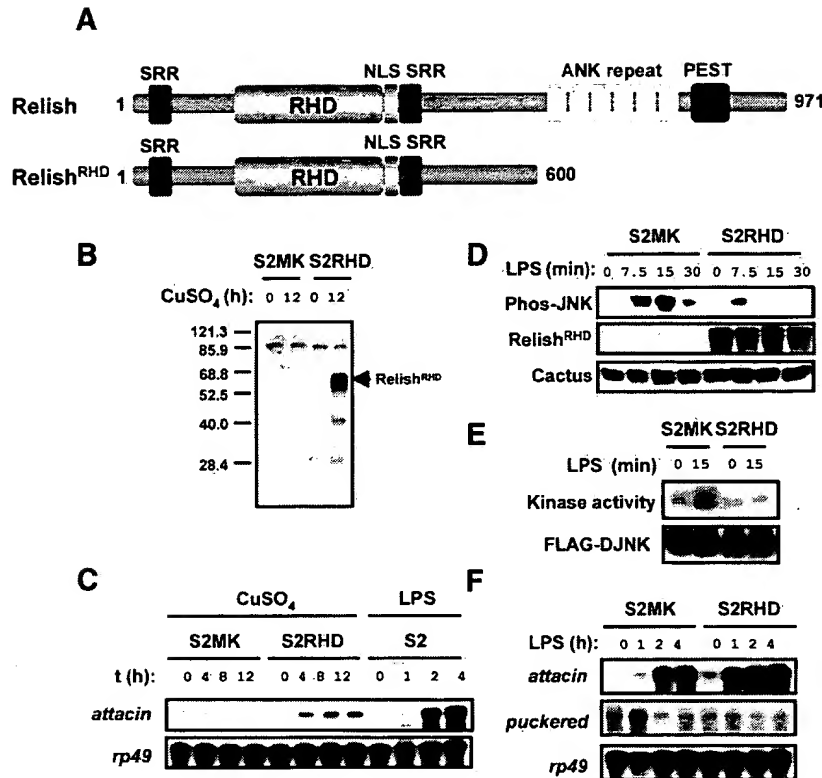 A
SRR NLS SRR ANK repeat PEST
Relish 1 RHD 971
SRR NLS SRR
Relish^RHD 1 RHD 600
B
S2MK S2RHD
CuSO4 (h): 0 12 0 12
121.3
85.9
68.8
62.5
52.5
40.0
28.4
Relish^RHD
C
CuSO4 LPS
S2MK S2RHD S2
t (h): 0 4 8 12 0 4 8 12 0 1 2 4
attacin
rp49
D
S2MK S2RHD
LPS (min): 0 7.5 15 30 0 7.5 15 30
Phos-JNK
Relish^RHD
Cactus
E
S2MK S2RHD
LPS (min) 0 15 0 15
Kinase activity
FLAG-DJNK
F
S2MK S2RHD
LPS (h) 0 1 2 4 0 1 2 4
attacin
puckered
rp49